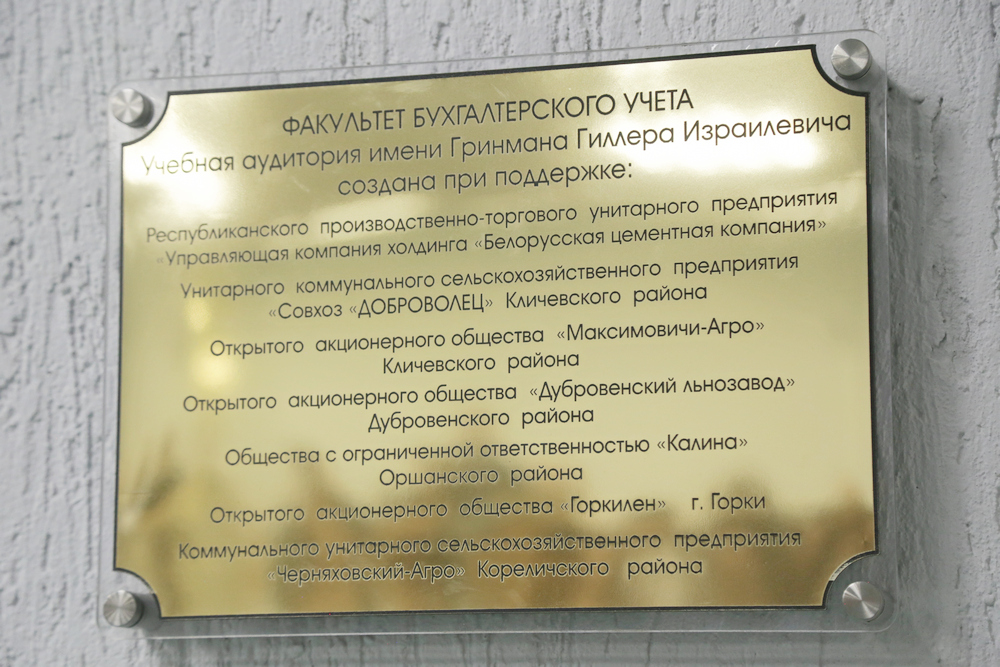 ФАКУЛЬТЕТ БУХГАЛТЕРСКОГО УЧЕТА
Учебная аудитория имени Гринмана Гиллера Израилевича
создана при поддержке:
Республиканского производственно-торгового унитарного предприятия
«Управляющая компания холдинга «Белорусская цементная компания»
Унитарного коммунального сельскохозяйственного предприятия
«Совхоз «ДОБРОВОЛЕЦ» Кличевского района
Открытого акционерного общества «Максимовичи-Агро»
Кличевского района
Открытого акционерного общества «Дубровенский льнозавод»
Дубровенского района
Общества с ограниченной ответственностью «Калина»
Оршанского района
Открытого акционерного общества «Горкилен» г. Горки
Коммунального унитарного сельскохозяйственного предприятия
«Черняховский-Агро» Кореличского района